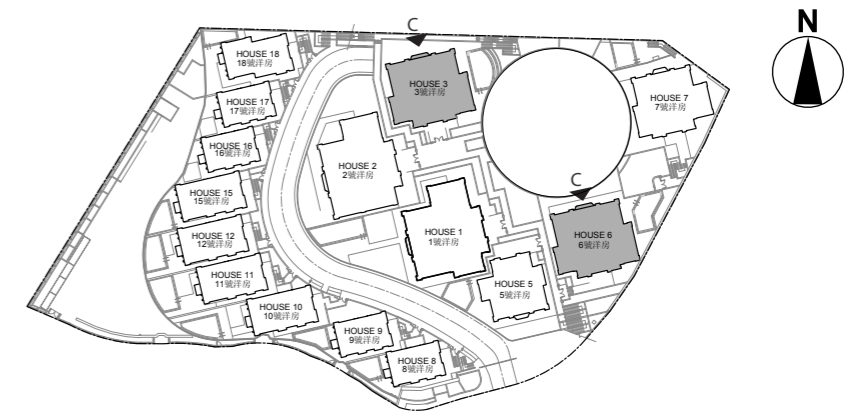 N
C
HOUSE 18
18號洋房
HOUSE 3
3號洋房
HOUSE 7
7號洋房
HOUSE 17
17號洋房
HOUSE 16
16號洋房
HOUSE 2
2號洋房
C
HOUSE 15
15號洋房
HOUSE 1
1號洋房
HOUSE 6
6號洋房
HOUSE 12
12號洋房
HOUSE 11
11號洋房
HOUSE 5
5號洋房
HOUSE 10
10號洋房
HOUSE 9
9號洋房
HOUSE 8
8號洋房